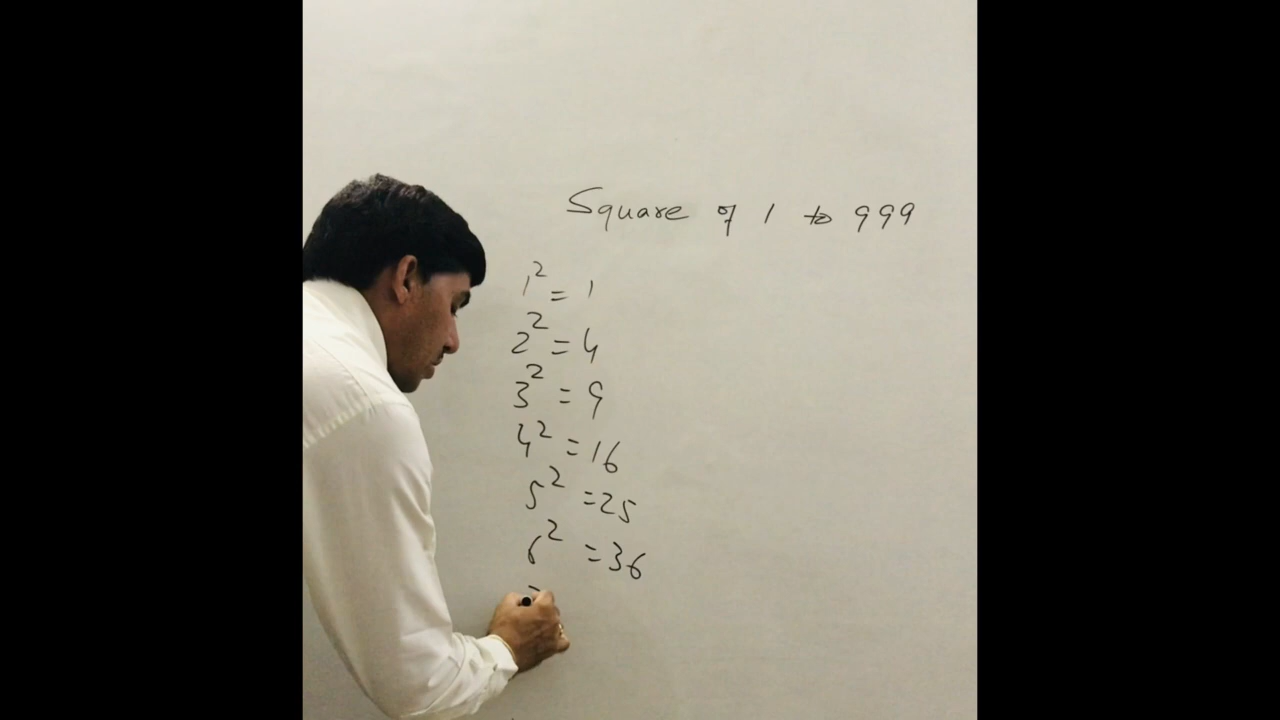 Square of 1 to 999
1² = 1
2² = 4
3² = 9
4² = 16
5² = 25
6² = 36